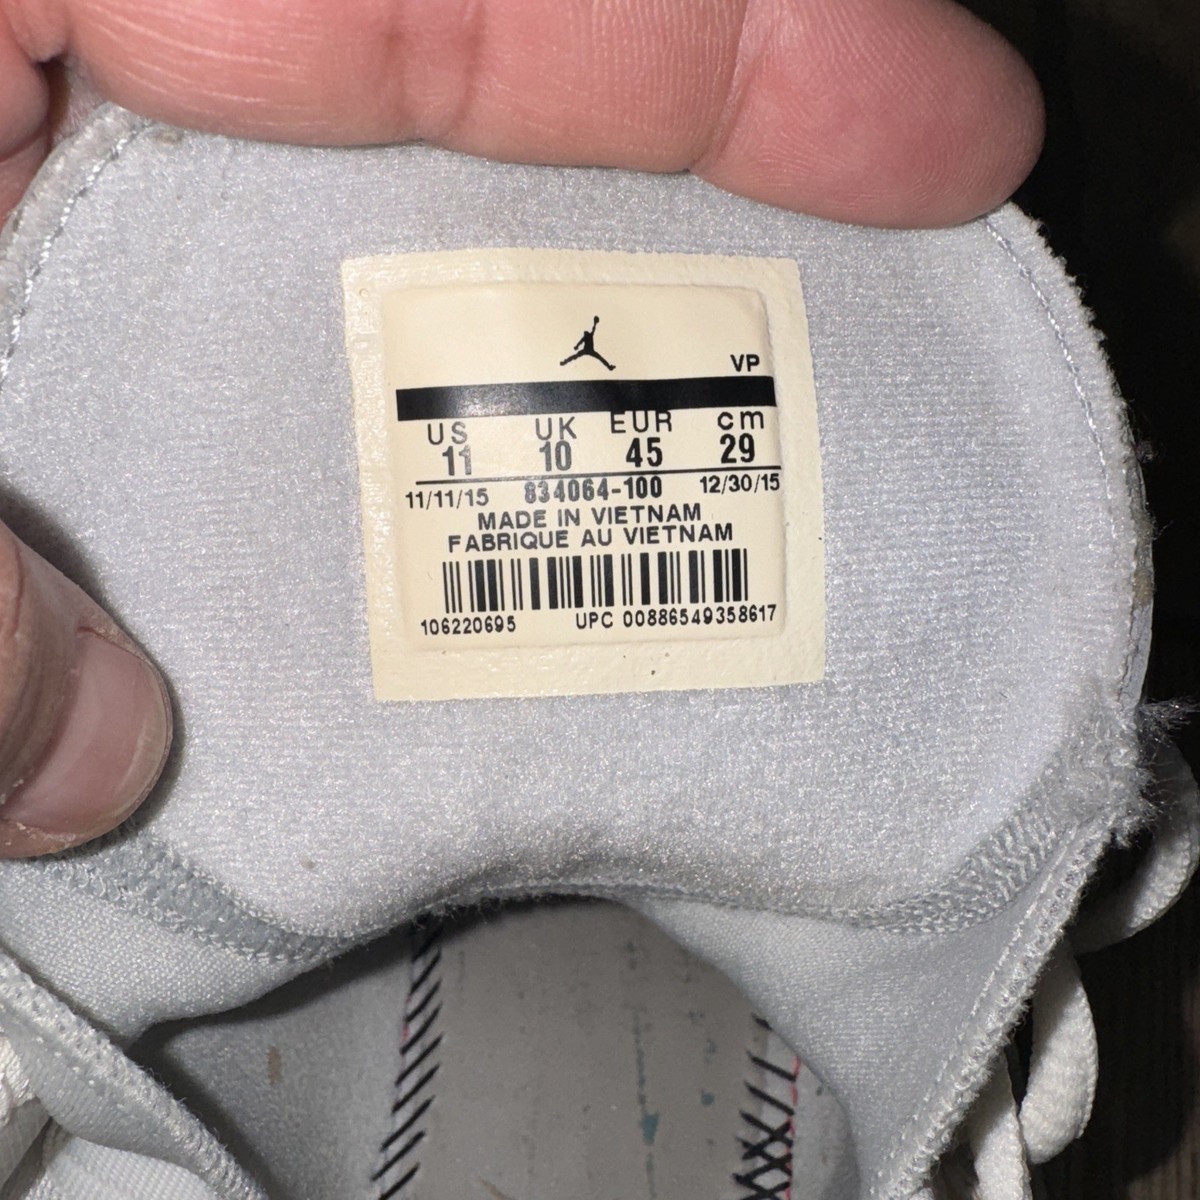 VP
US UK EUR cm
11 10 45 29
11/11/15 834064-100 12/30/15
MADE IN VIETNAM
FABRIQUE AU VIETNAM
106220695 UPC 00886549358617